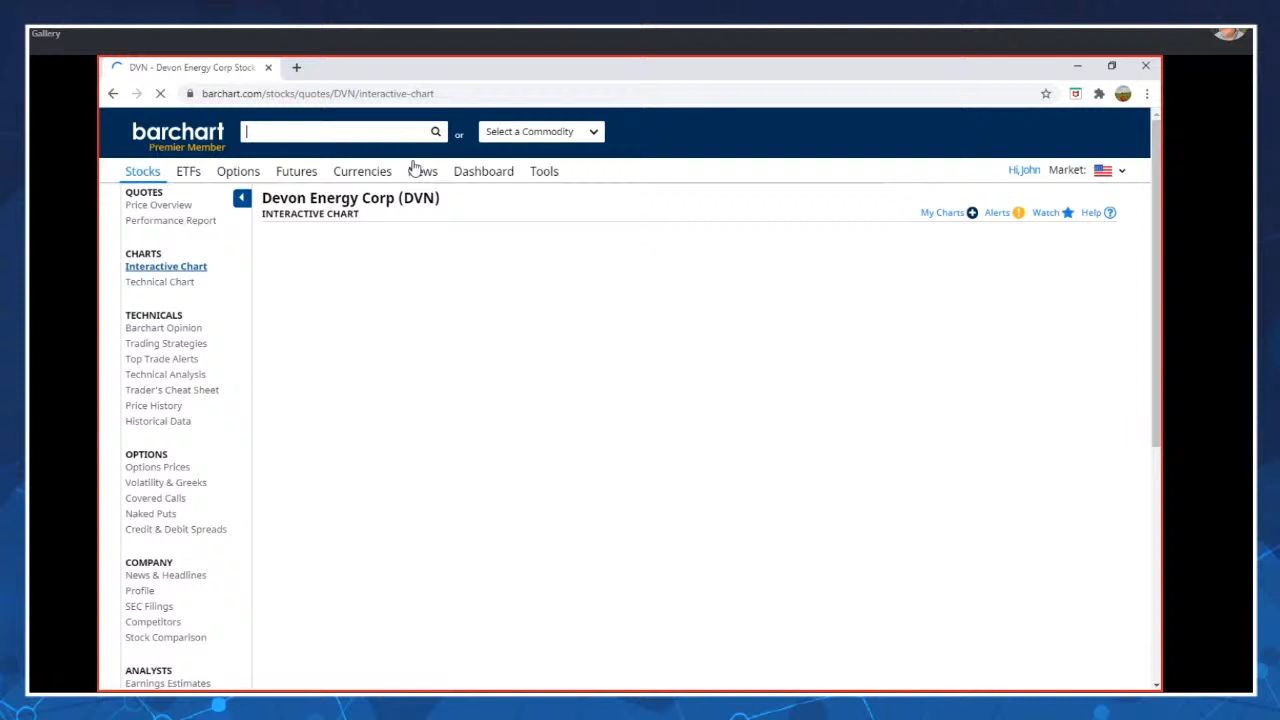 Gallery
DVN - Devon Energy Corp Stock
barchart.com/stocks/quotes/DVN/interactive-chart
barchart
Premier Member
or
Select a Commodity
Stocks ETFs Options Futures Currencies News Dashboard Tools
Hi, John Market:
QUOTES
Price Overview
Performance Report
CHARTS
Interactive Chart
Technical Chart
TECHNICALS
Barchart Opinion
Trading Strategies
Top Trade Alerts
Technical Analysis
Trader's Cheat Sheet
Price History
Historical Data
OPTIONS
Options Prices
Volatility & Greeks
Covered Calls
Naked Puts
Credit & Debit Spreads
COMPANY
News & Headlines
Profile
SEC Filings
Competitors
Stock Comparison
ANALYSTS
Earnings Estimates
Devon Energy Corp (DVN)
INTERACTIVE CHART
My Charts Alerts Watch Help